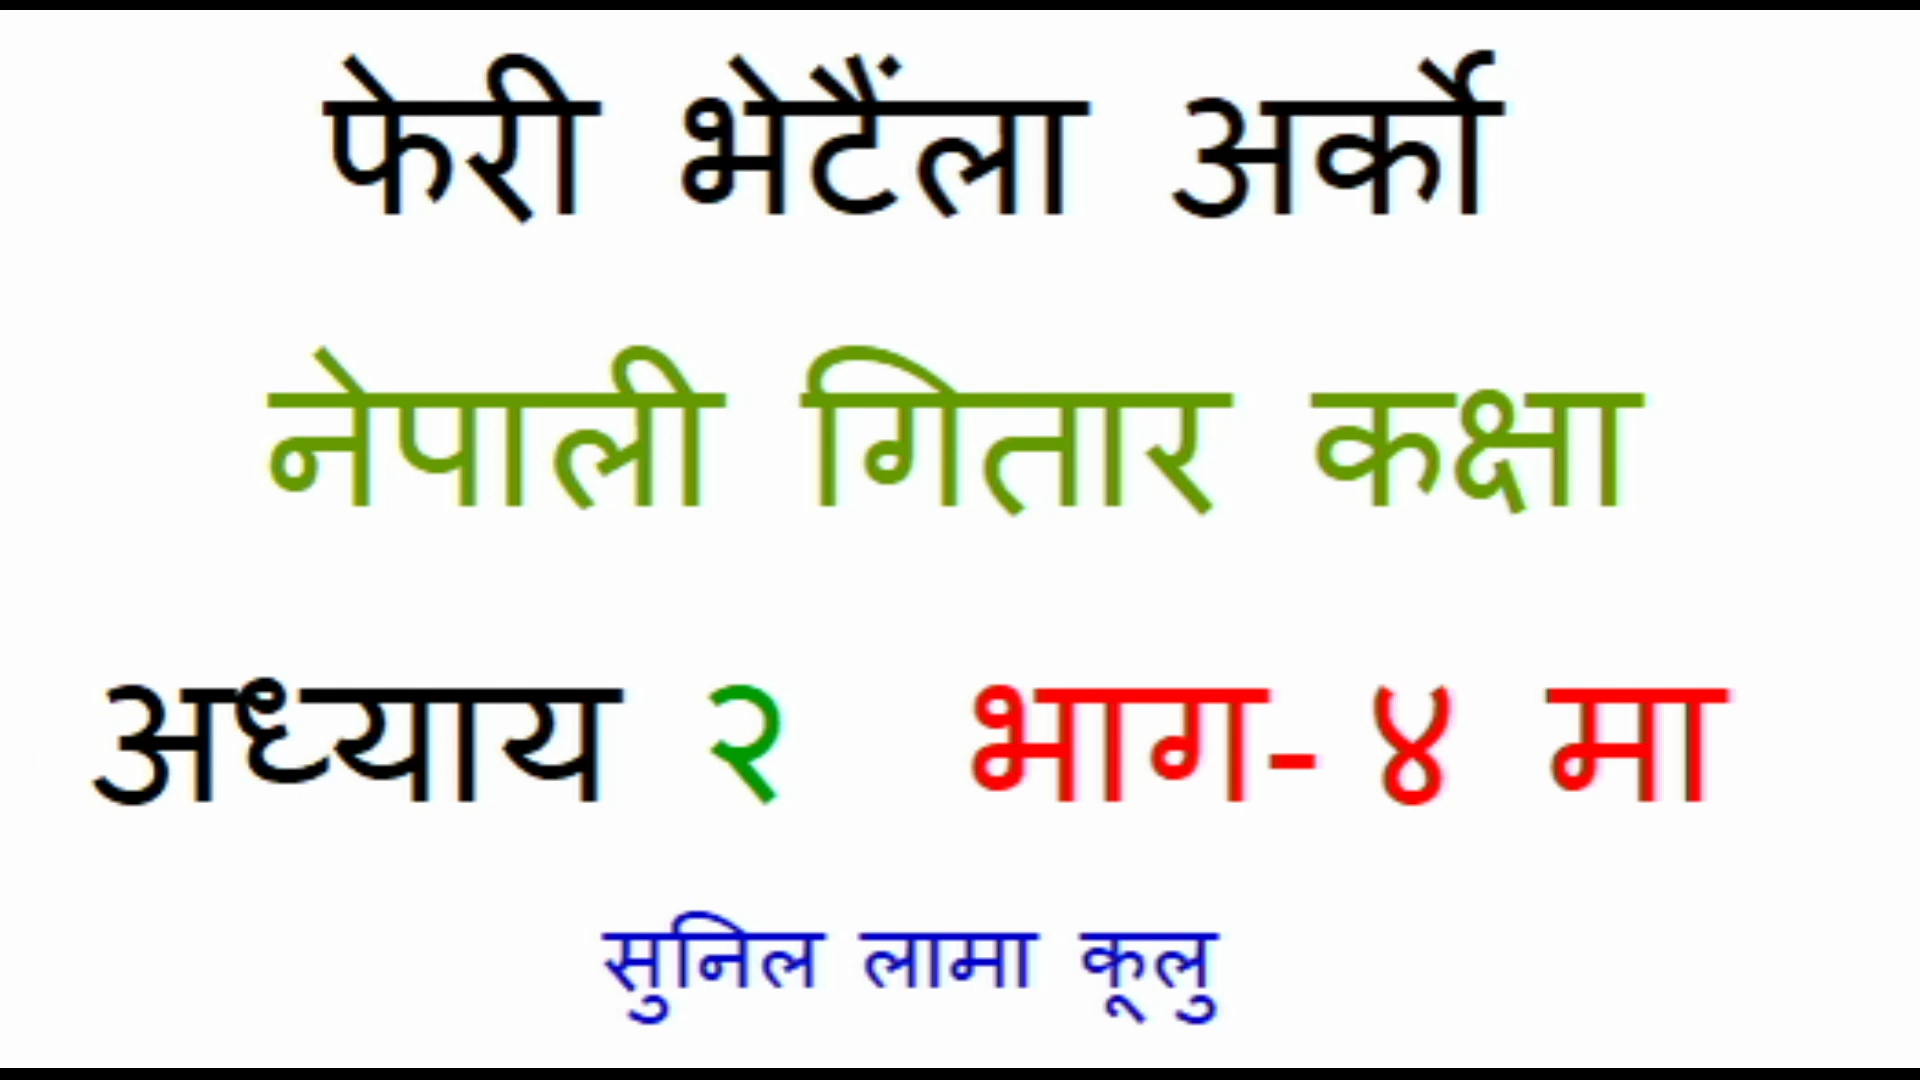 फेरी भेटैंला अर्को
नेपाली गितार कक्षा
अध्याय २ भाग- ४ मा
सुनिल लामा कूलु